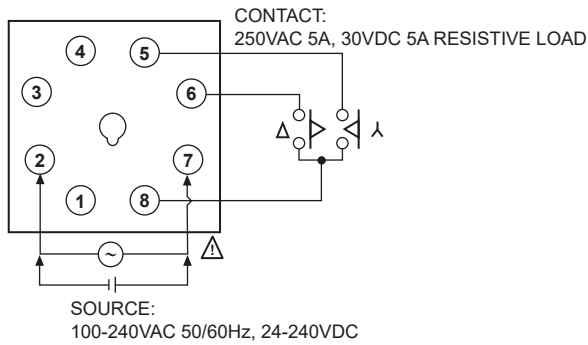 CONTACT:
250VAC 5A, 30VDC 5A RESISTIVE LOAD
4 5
3 6
2 7
1 8
Δ ⅄
~
!
SOURCE:
100-240VAC 50/60Hz, 24-240VDC